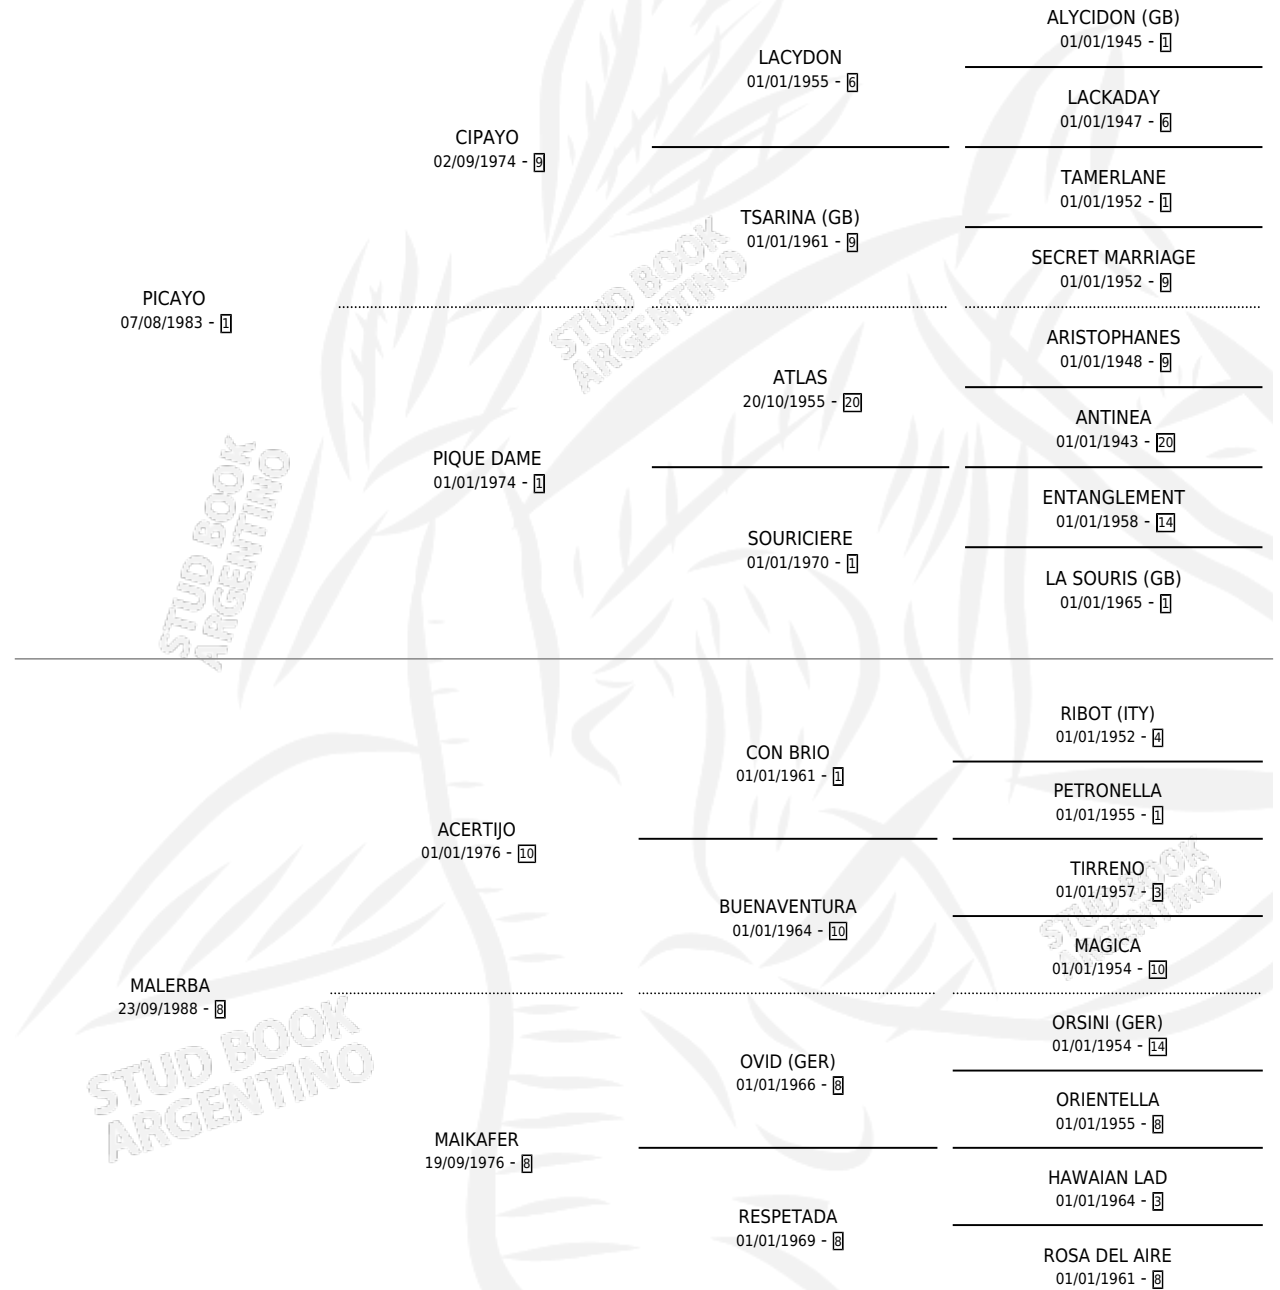 ALYCIDON (GB)
01/01/1945 - 1
LACYDON
01/01/1955 - 6
LACKADAY
01/01/1947 - 6
CIPAYO
02/09/1974 - 9
TAMERLANE
01/01/1952 - 1
TSARINA (GB)
01/01/1961 - 9
SECRET MARRIAGE
01/01/1952 - 9
PICAYO
07/08/1983 - 1
ARISTOPHANES
01/01/1948 - 9
ATLAS
20/10/1955 - 20
ANTINEA
01/01/1943 - 20
PIQUE DAME
01/01/1974 - 1
ENTANGLEMENT
01/01/1958 - 14
SOURICIERE
01/01/1970 - 1
LA SOURIS (GB)
01/01/1965 - 1
STUD BOOK
ARGENTINO
STUD BOOK
ARGENTINO
RIBOT (ITY)
01/01/1952 - 4
CON BRIO
01/01/1961 - 1
PETRONELLA
01/01/1955 - 1
ACERTIJO
01/01/1976 - 10
TIRRENO
01/01/1957 - 3
BUENAVENTURA
01/01/1964 - 10
MAGICA
01/01/1954 - 10
STUD BOOK
ARGENTINO
MALERBA
23/09/1988 - 8
ORSINI (GER)
01/01/1954 - 14
OVID (GER)
01/01/1966 - 8
ORIENTELLA
01/01/1955 - 8
STUD BOOK
ARGENTINO
MAIKAFER
19/09/1976 - 8
HAWAIAN LAD
01/01/1964 - 3
RESPETADA
01/01/1969 - 8
ROSA DEL AIRE
01/01/1961 - 8